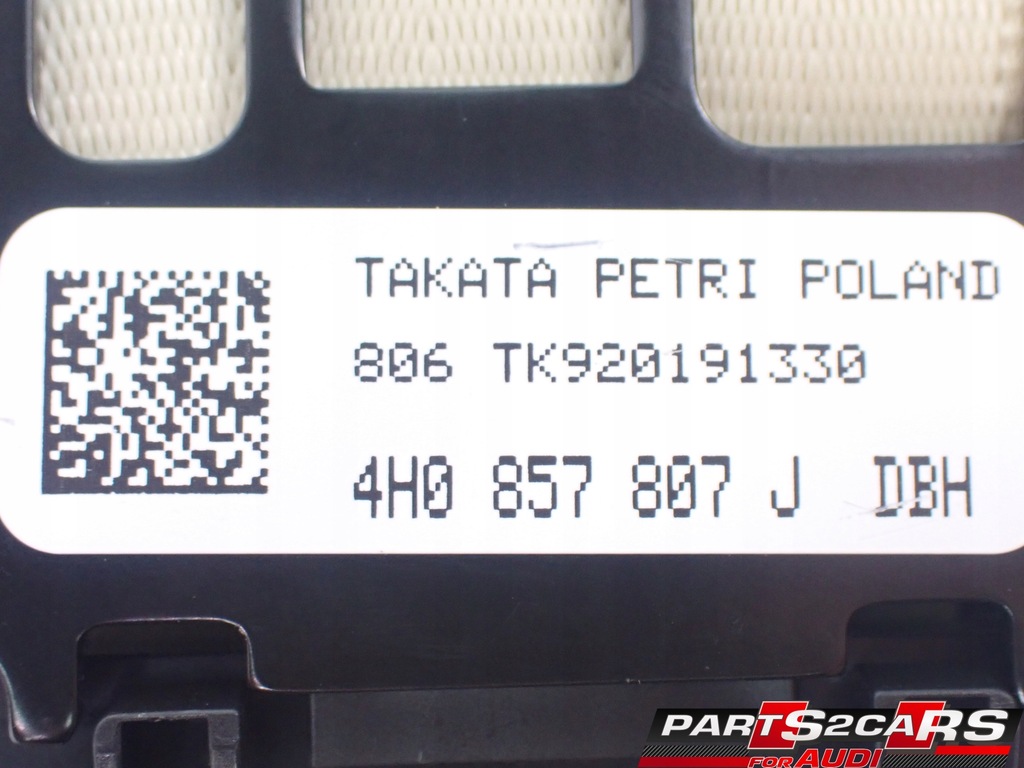 TAKATA PETRI POLAND
806 TK920191330
4H0 857 807 J DBH
PARTS2CARS
FOR AUDI